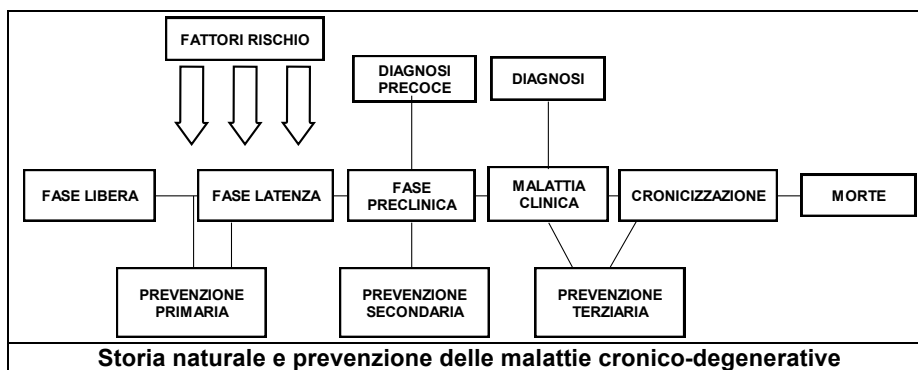 FATTORI RISCHIO
DIAGNOSI
PRECOCE
DIAGNOSI
FASE LIBERA
FASE LATENZA
FASE
PRECLINICA
MALATTIA
CLINICA
CRONICIZZAZIONE
MORTE
PREVENZIONE
PRIMARIA
PREVENZIONE
SECONDARIA
PREVENZIONE
TERZIARIA
Storia naturale e prevenzione delle malattie cronico-degenerative